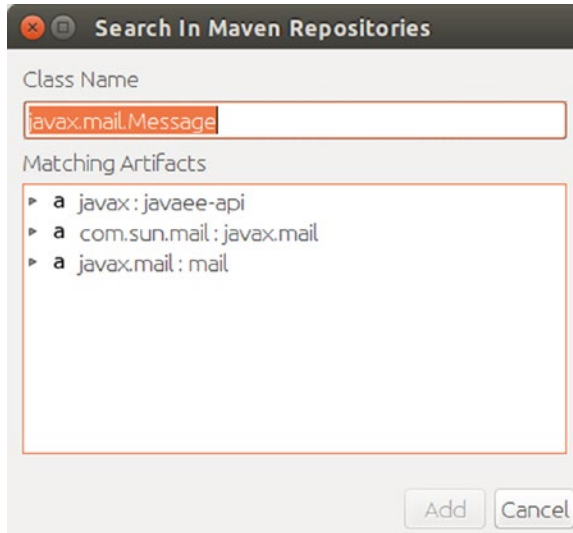 Search In Maven Repositories
Class Name
javax.mail.Message
Matching Artifacts
a javax : javaee-api
a com.sun.mail : javax.mail
a javax.mail : mail
Add Cancel